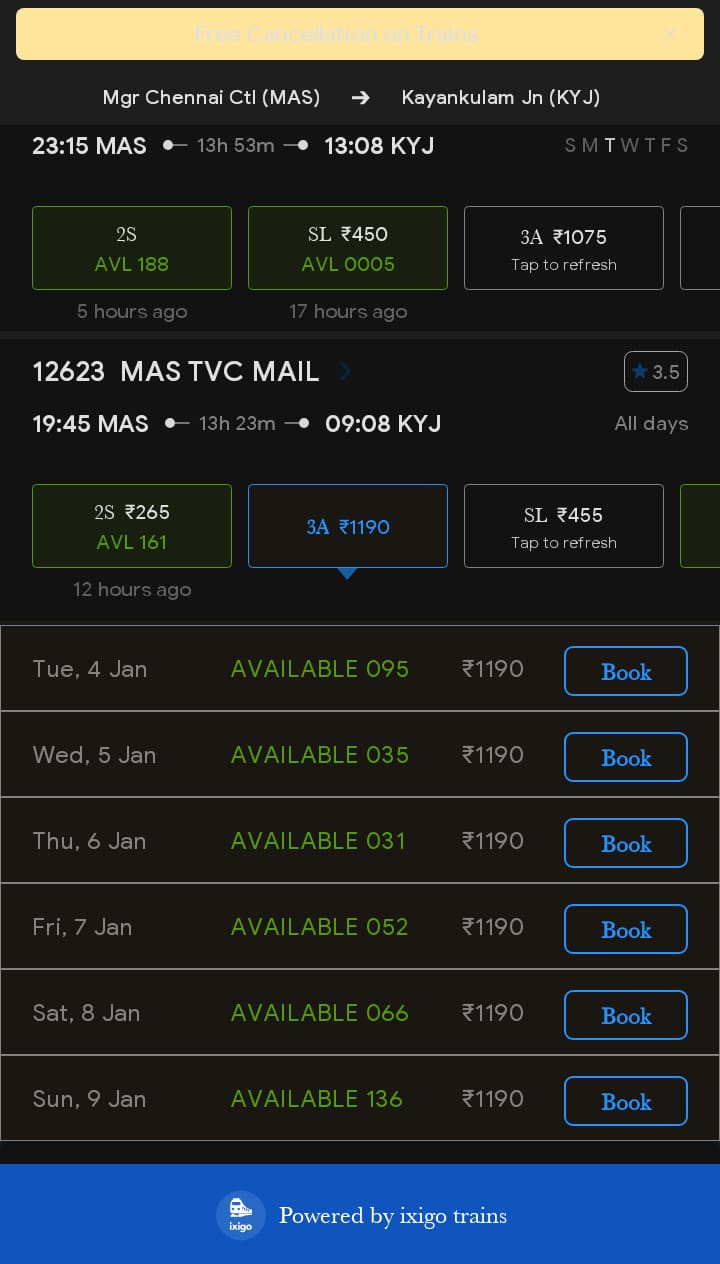 Free Cancellation on Trains
Mgr Chennai Ctl (MAS) → Kayankulam Jn (KYJ)
23:15 MAS 13h 53m 13:08 KYJ S M T W T F S
2S SL ₹450 3A ₹1075
AVL 188 AVL 0005 Tap to refresh
5 hours ago 17 hours ago
12623 MAS TVC MAIL ★ 3.5
19:45 MAS 13h 23m 09:08 KYJ All days
2S ₹265 3A ₹1190 SL ₹455
AVL 161 Tap to refresh
12 hours ago
Tue, 4 Jan AVAILABLE 095 ₹1190 Book
Wed, 5 Jan AVAILABLE 035 ₹1190 Book
Thu, 6 Jan AVAILABLE 031 ₹1190 Book
Fri, 7 Jan AVAILABLE 052 ₹1190 Book
Sat, 8 Jan AVAILABLE 066 ₹1190 Book
Sun, 9 Jan AVAILABLE 136 ₹1190 Book
ixigo Powered by ixigo trains